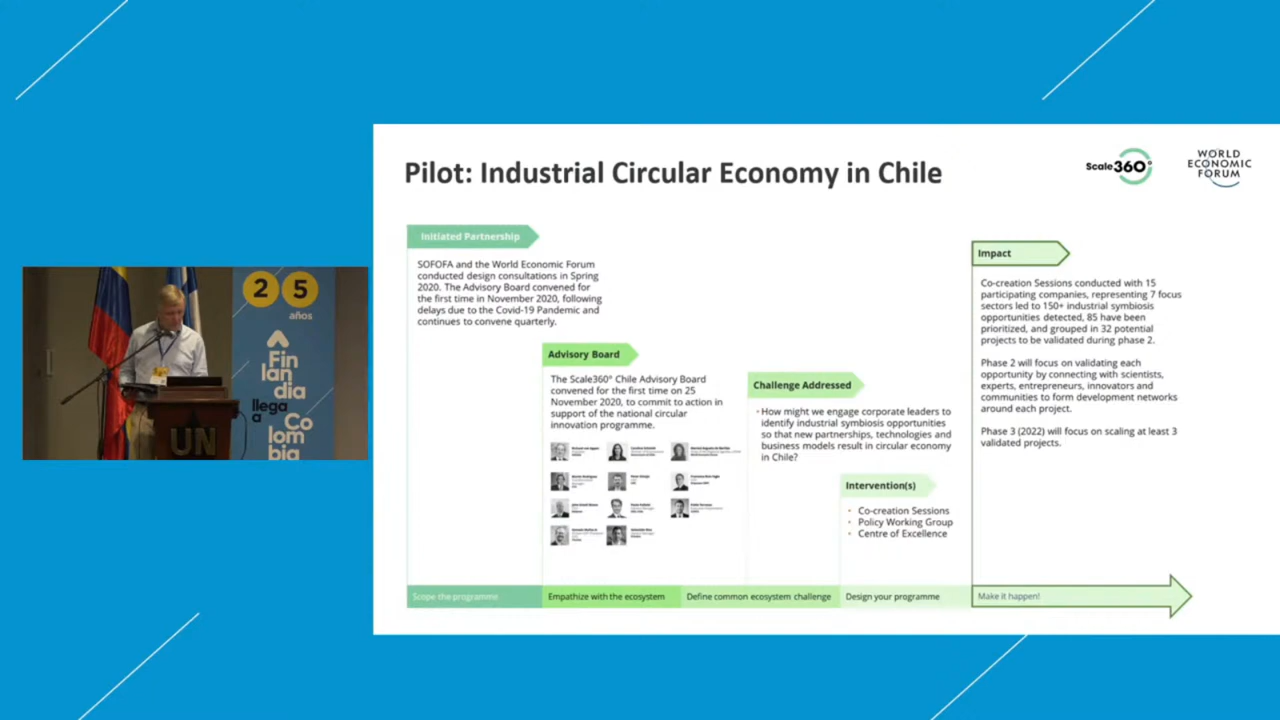 Pilot: Industrial Circular Economy in Chile
Scale360°
WORLD
ECONOMIC
FORUM
Initiated Partnership
SOFOFA and the World Economic Forum
conducted design consultations in Spring
2020. The Advisory Board convened for
the first time in November 2020, following
delays due to the Covid-19 Pandemic and
continues to convene quarterly.
Advisory Board
The Scale360° Chile Advisory Board
convened for the first time on 25
November 2020, to commit to action in
support of the national circular
innovation programme.
Challenge Addressed
• How might we engage corporate leaders to
identify industrial symbiosis opportunities
so that new partnerships, technologies and
business models result in circular economy
in Chile?
Intervention(s)
• Co-creation Sessions
• Policy Working Group
• Centre of Excellence
Impact
Co-creation Sessions conducted with 15
participating companies, representing 7 focus
sectors led to 150+ industrial symbiosis
opportunities detected, 85 have been
prioritized, and grouped in 32 potential
projects to be validated during phase 2.
Phase 2 will focus on validating each
opportunity by connecting with scientists,
experts, entrepreneurs, innovators and
communities to form development networks
around each project.
Phase 3 (2022) will focus on scaling at least 3
validated projects.
Scope the programme
Empathize with the ecosystem
Define common ecosystem challenge
Design your programme
Make it happen!
25
años
Fin
lan
dia
llega
a
Co
lom
bia
UN